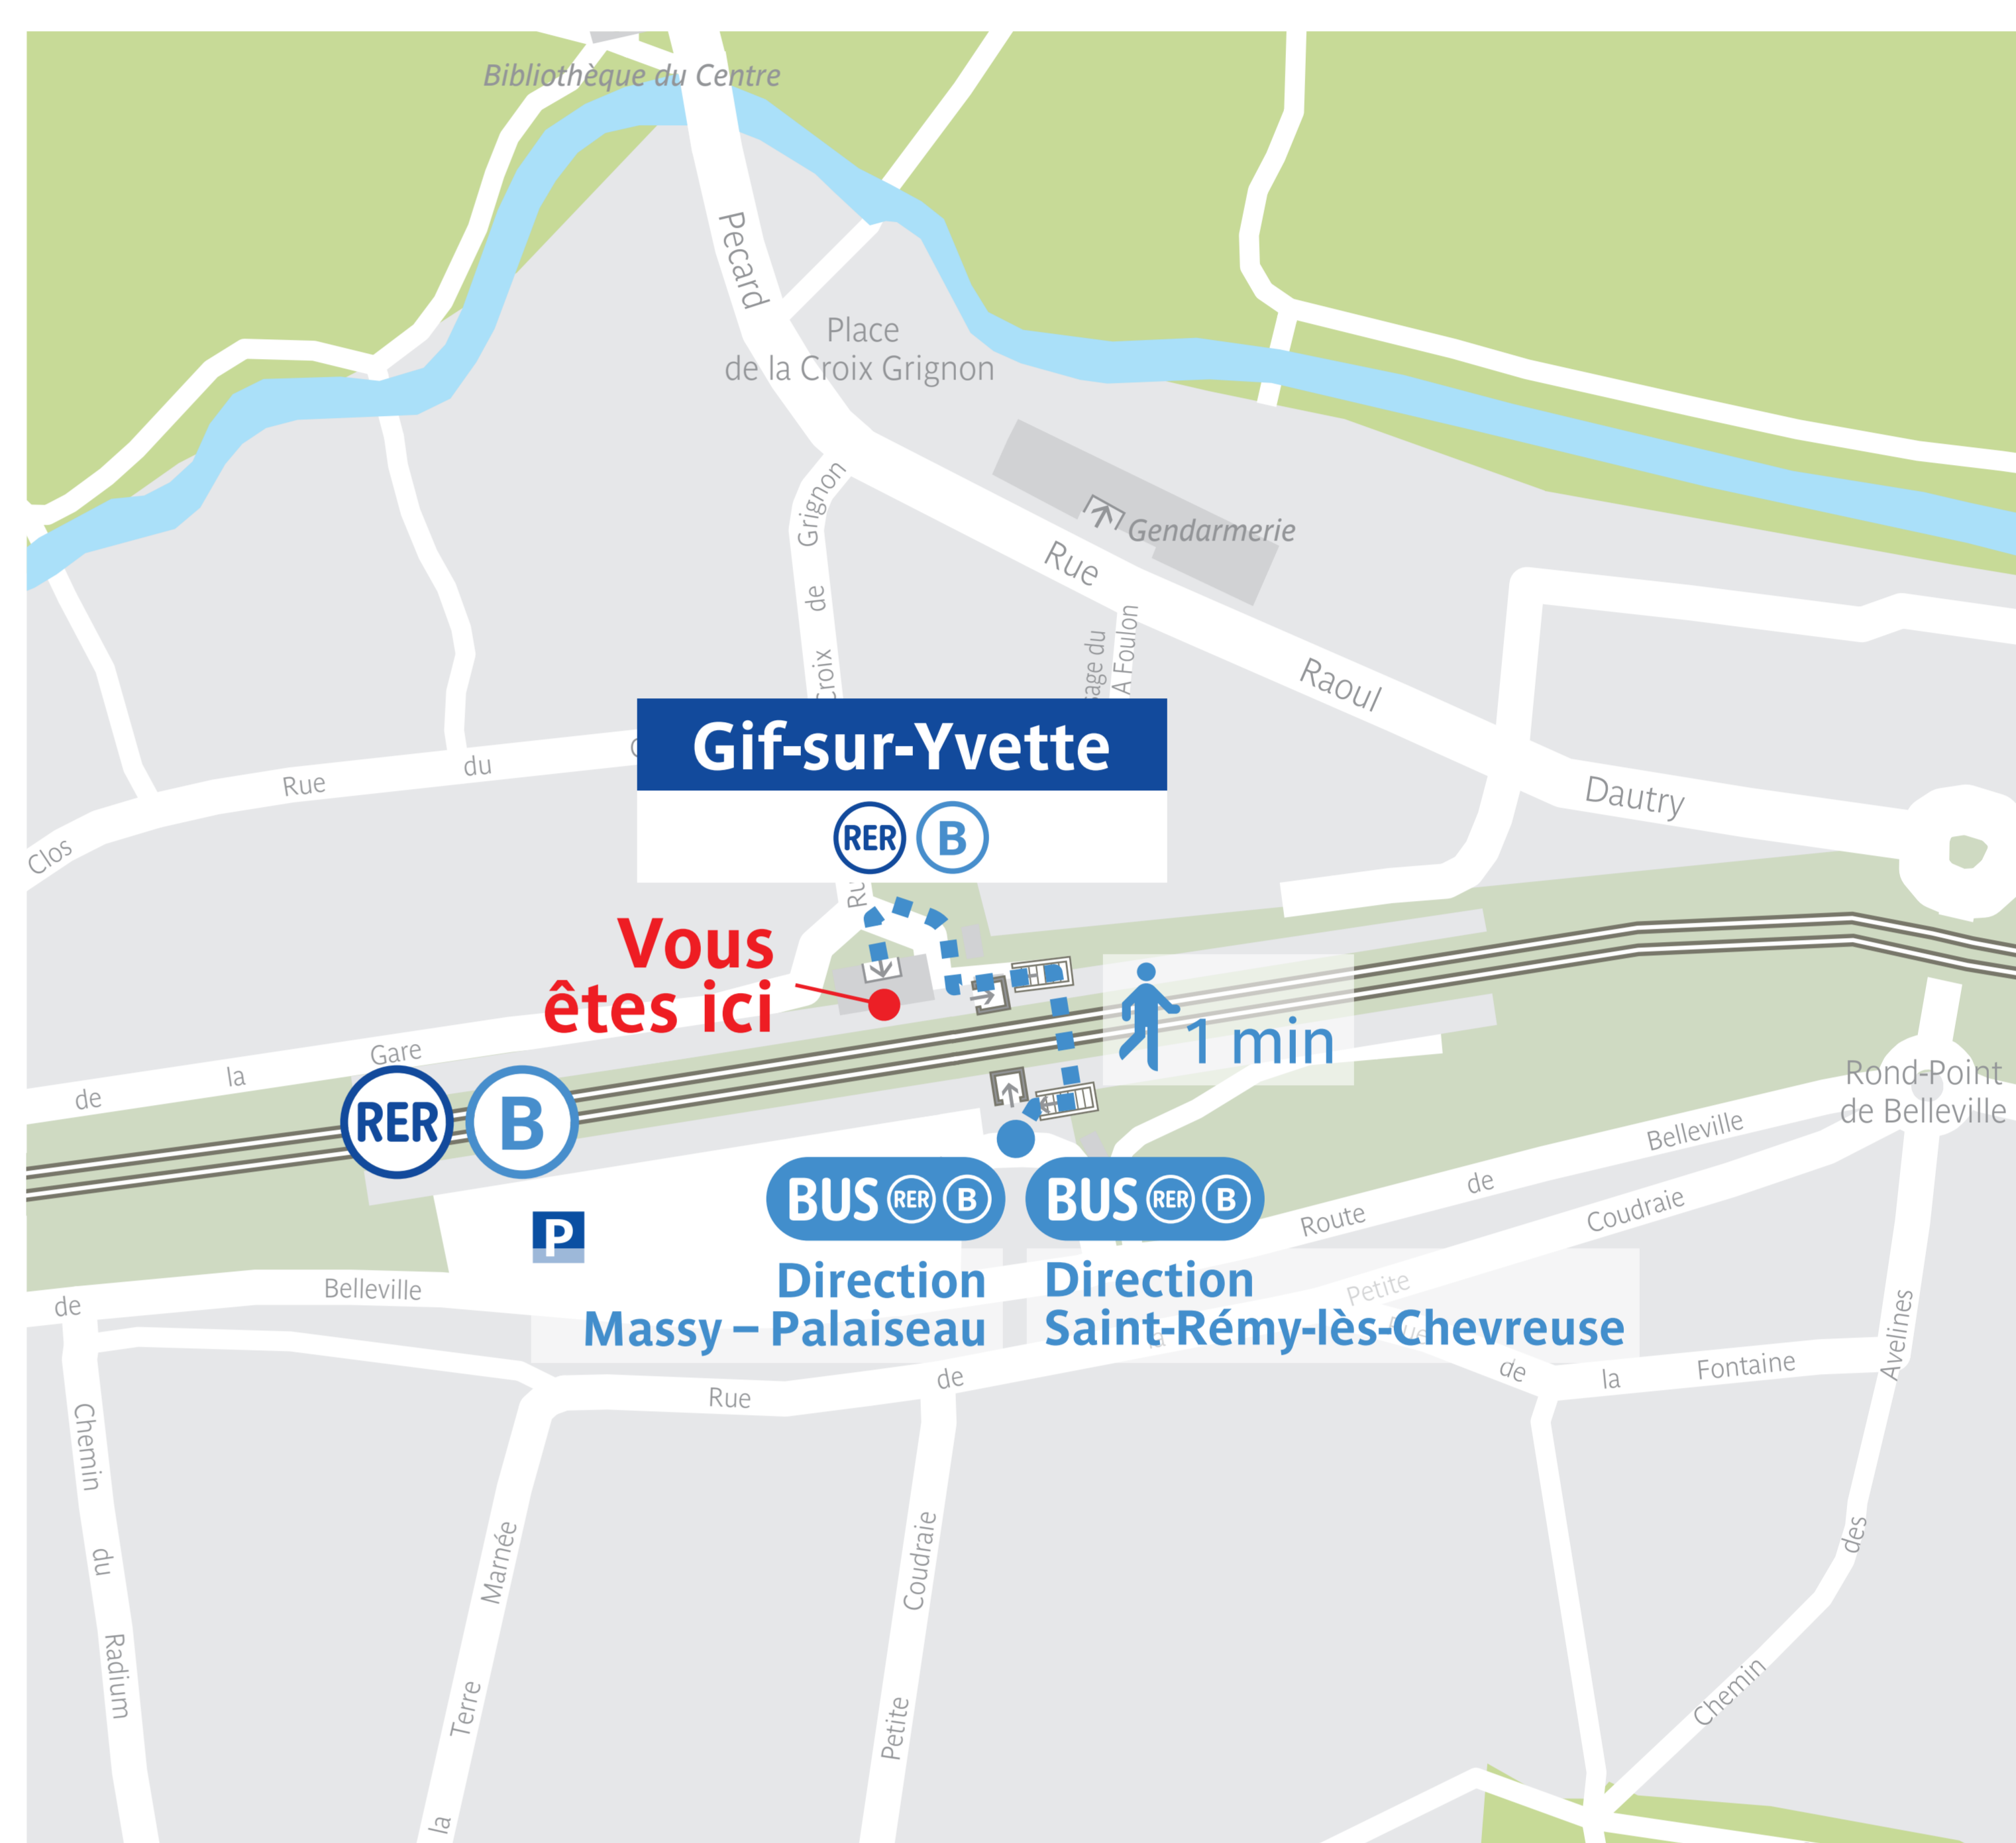 Bibliothèque du Centre
Pecard
Place
de la Croix Grignon
Grignon
de
Croix
Gendarmerie
Rue
A Foulon
Raoul
Dautry
Gif-sur-Yvette
RER B
Rue
du
Clos
Vous
êtes ici
1 min
Gare
la
de
RER B
Rond-Point
de Belleville
Belleville
de
Route
Coudraie
Petite
BUS RER B
BUS RER B
P
Direction
Massy – Palaiseau
Direction
Saint-Rémy-lès-Chevreuse
de
Belleville
la
Rue
de
la
Fontaine
Avelines
Rue
de
Chemin
du
Radium
Marnée
Terre
la
Coudraie
Petite
des
Chemin